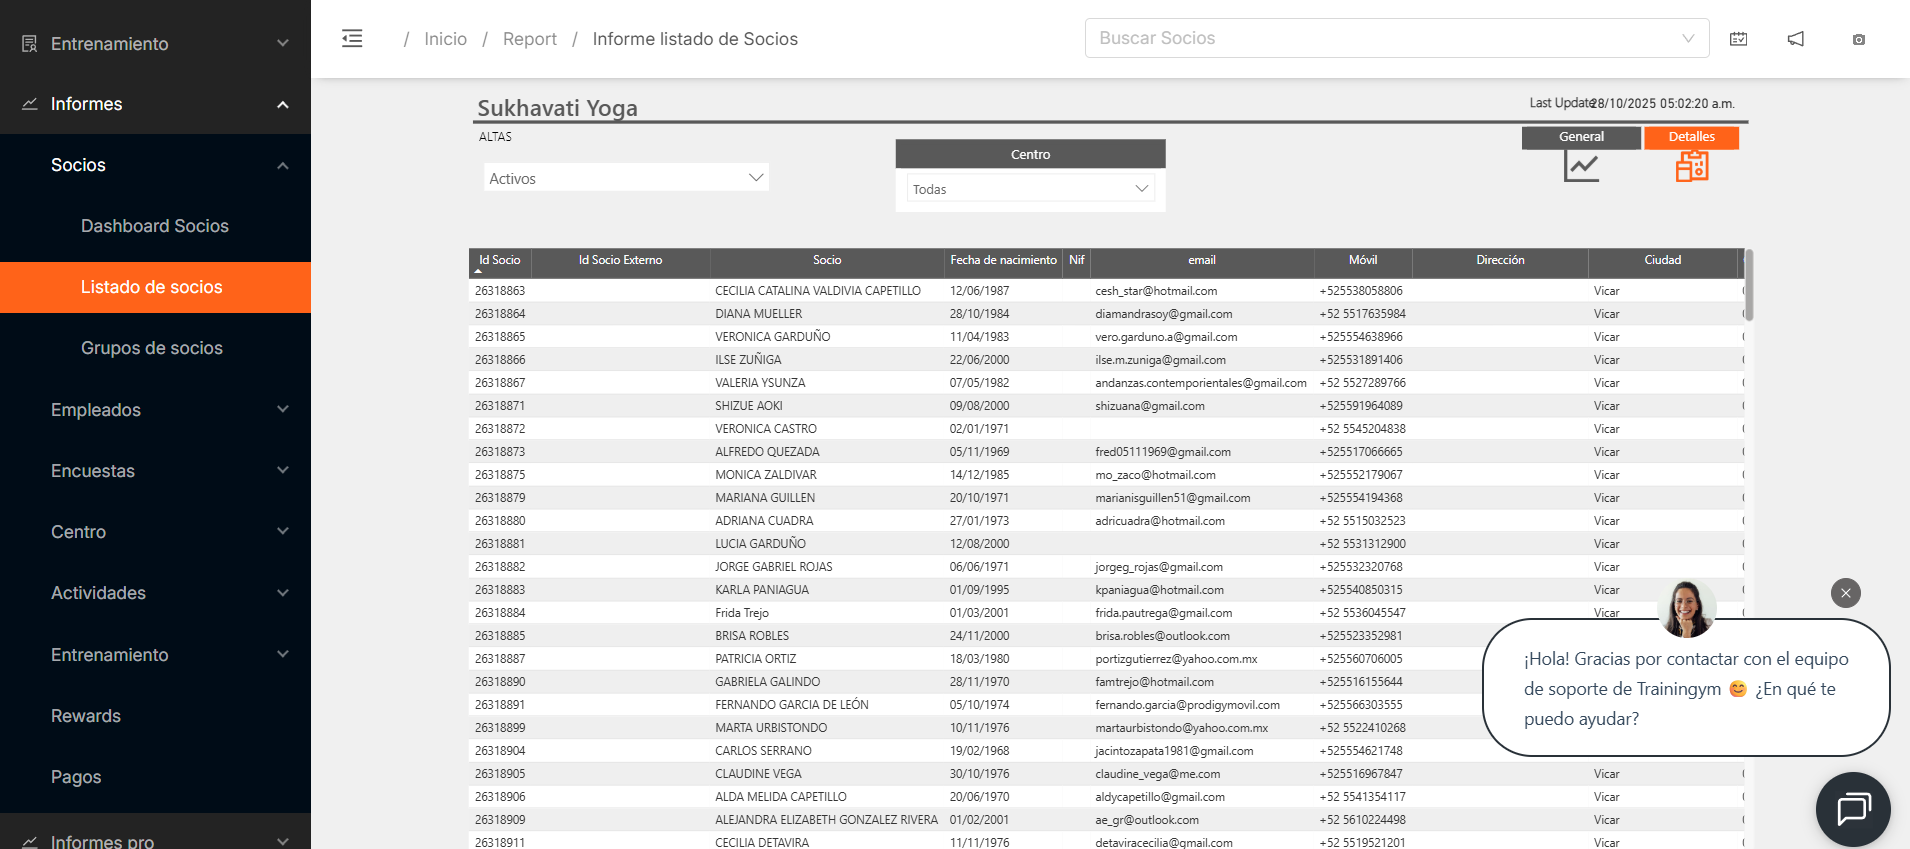 Entrenamiento
Informes
Socios
Dashboard Socios
Listado de socios
Grupos de socios
Empleados
Encuestas
Centro
Actividades
Entrenamiento
Rewards
Pagos
Informes pro
/ Inicio / Report / Informe listado de Socios
Buscar Socios
Sukhavati Yoga
Last Update 28/10/2025 05:02:20 a.m.
ALTAS
Activos
Centro
Todas
General
Detalles
Id Socio Id Socio Externo Socio Fecha de nacimiento Nif email Móvil Dirección Ciudad
26318863 CECILIA CATALINA VALDIVIA CAPETILLO 12/06/1987 cesh_star@hotmail.com +525538058806 Vicar
26318864 DIANA MUELLER 28/10/1984 diamandrasoy@gmail.com +52 5517635984 Vicar
26318865 VERONICA GARDUÑO 11/04/1983 vero.garduno.a@gmail.com +525554638966 Vicar
26318866 ILSE ZUÑIGA 22/06/2000 ilse.m.zuniga@gmail.com +525531891406 Vicar
26318867 VALERIA YSUNZA 07/05/1982 andanzas.contemporientales@gmail.com +52 5527289766 Vicar
26318871 SHIZUE AOKI 09/08/2000 shizuana@gmail.com +525591964089 Vicar
26318872 VERONICA CASTRO 02/01/1971 +52 5545204838 Vicar
26318873 ALFREDO QUEZADA 05/11/1969 fred05111969@gmail.com +525517066665 Vicar
26318875 MONICA ZALDIVAR 14/12/1985 mo_zaco@hotmail.com +525552179067 Vicar
26318879 MARIANA GUILLEN 20/10/1971 marianisguillen51@gmail.com +525554194368 Vicar
26318880 ADRIANA CUADRA 27/01/1973 adricuadra@hotmail.com +52 5515032523 Vicar
26318881 LUCIA GARDUÑO 12/08/2000 +52 5531312900 Vicar
26318882 JORGE GABRIEL ROJAS 06/06/1971 jorgeg_rojas@gmail.com +525532320768 Vicar
26318883 KARLA PANIAGUA 01/09/1995 kpaniagua@hotmail.com +525540850315 Vicar
26318884 Frida Trejo 01/03/2001 frida.pautrega@gmail.com +52 5536045547 Vicar
26318885 BRISA ROBLES 24/11/2000 brisa.robles@outlook.com +525523352981
26318887 PATRICIA ORTIZ 18/03/1980 portizgutierrez@yahoo.com.mx +525560706005
26318890 GABRIELA GALINDO 28/11/1970 famtrejo@hotmail.com +525516155644
26318891 FERNANDO GARCIA DE LEÓN 05/10/1974 fernando.garcia@prodigymovil.com +525566303555
26318899 MARTA URBISTONDO 10/11/1976 martaurbistondo@yahoo.com.mx +52 5522410268
26318904 CARLOS SERRANO 19/02/1968 jacintozapata1981@gmail.com +525554621748
26318905 CLAUDINE VEGA 30/10/1976 claudine_vega@me.com +525516967847 Vicar
26318906 ALDA MELIDA CAPETILLO 20/06/1970 aldycapetillo@gmail.com +52 5541354117 Vicar
26318909 ALEJANDRA ELIZABETH GONZALEZ RIVERA 01/02/2001 ae_gr@outlook.com +52 5610224498 Vicar
26318911 CECILIA DETAVIRA 11/11/1976 detaviracecilia@gmail.com +52 5519521201 Vicar
¡Hola! Gracias por contactar con el equipo
de soporte de Trainingym 😊 ¿En qué te
puedo ayudar?